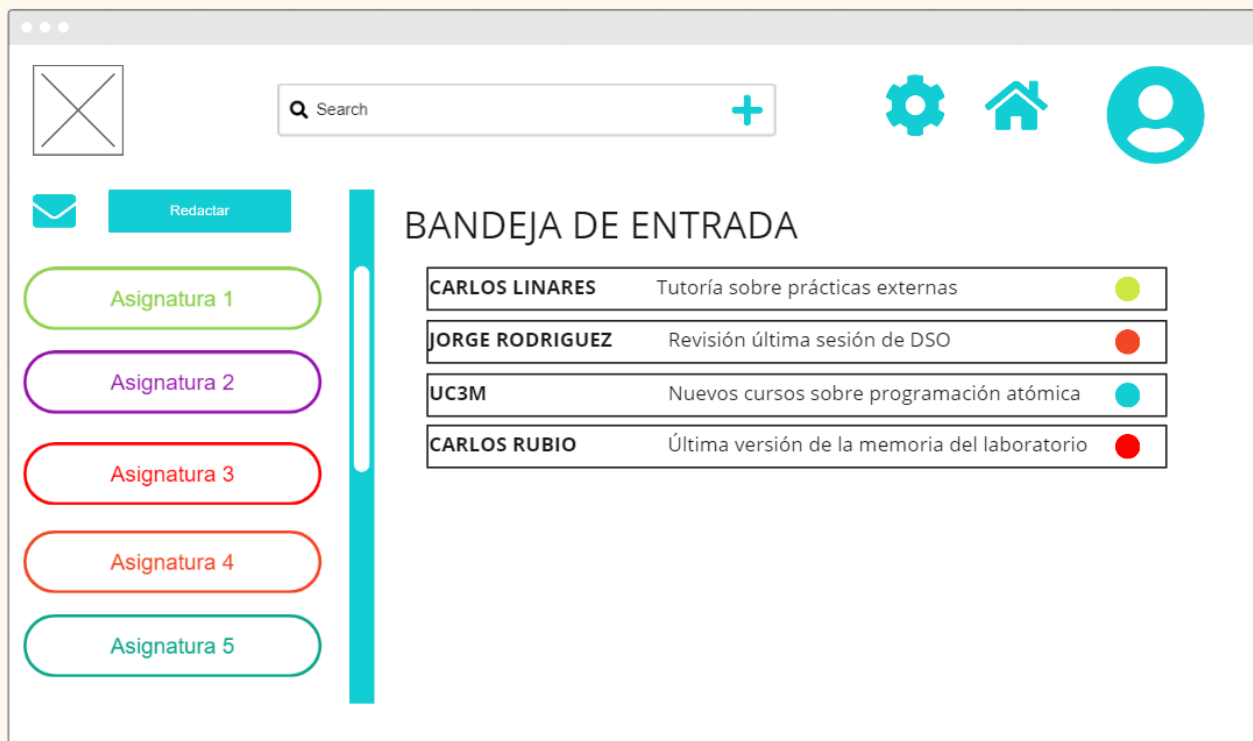 Search
Redactar
Asignatura 1
Asignatura 2
Asignatura 3
Asignatura 4
Asignatura 5
BANDEJA DE ENTRADA
CARLOS LINARES Tutoría sobre prácticas externas
JORGE RODRIGUEZ Revisión última sesión de DSO
UC3M Nuevos cursos sobre programación atómica
CARLOS RUBIO Última versión de la memoria del laboratorio